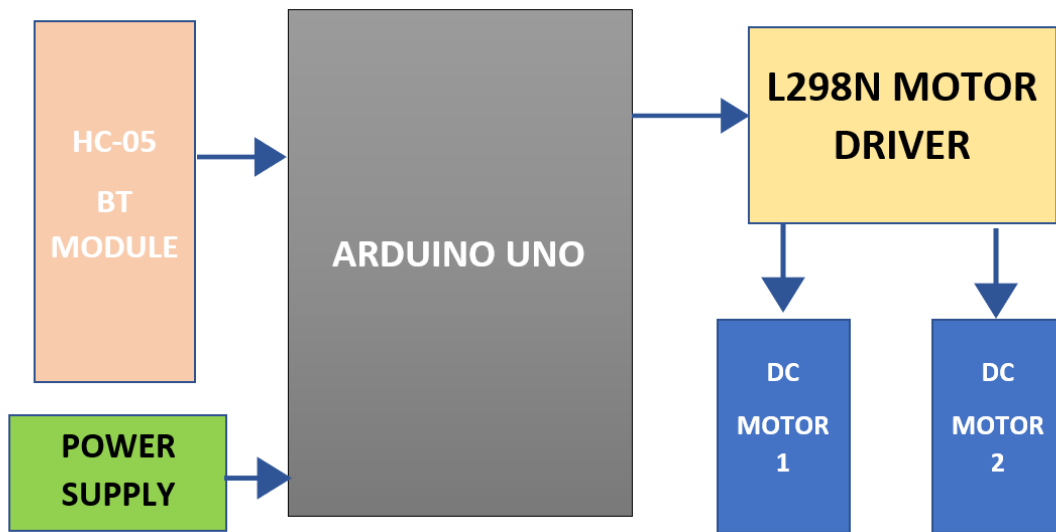 HC-05
BT
MODULE
POWER
SUPPLY
ARDUINO UNO
L298N MOTOR
DRIVER
DC
MOTOR
1
DC
MOTOR
2